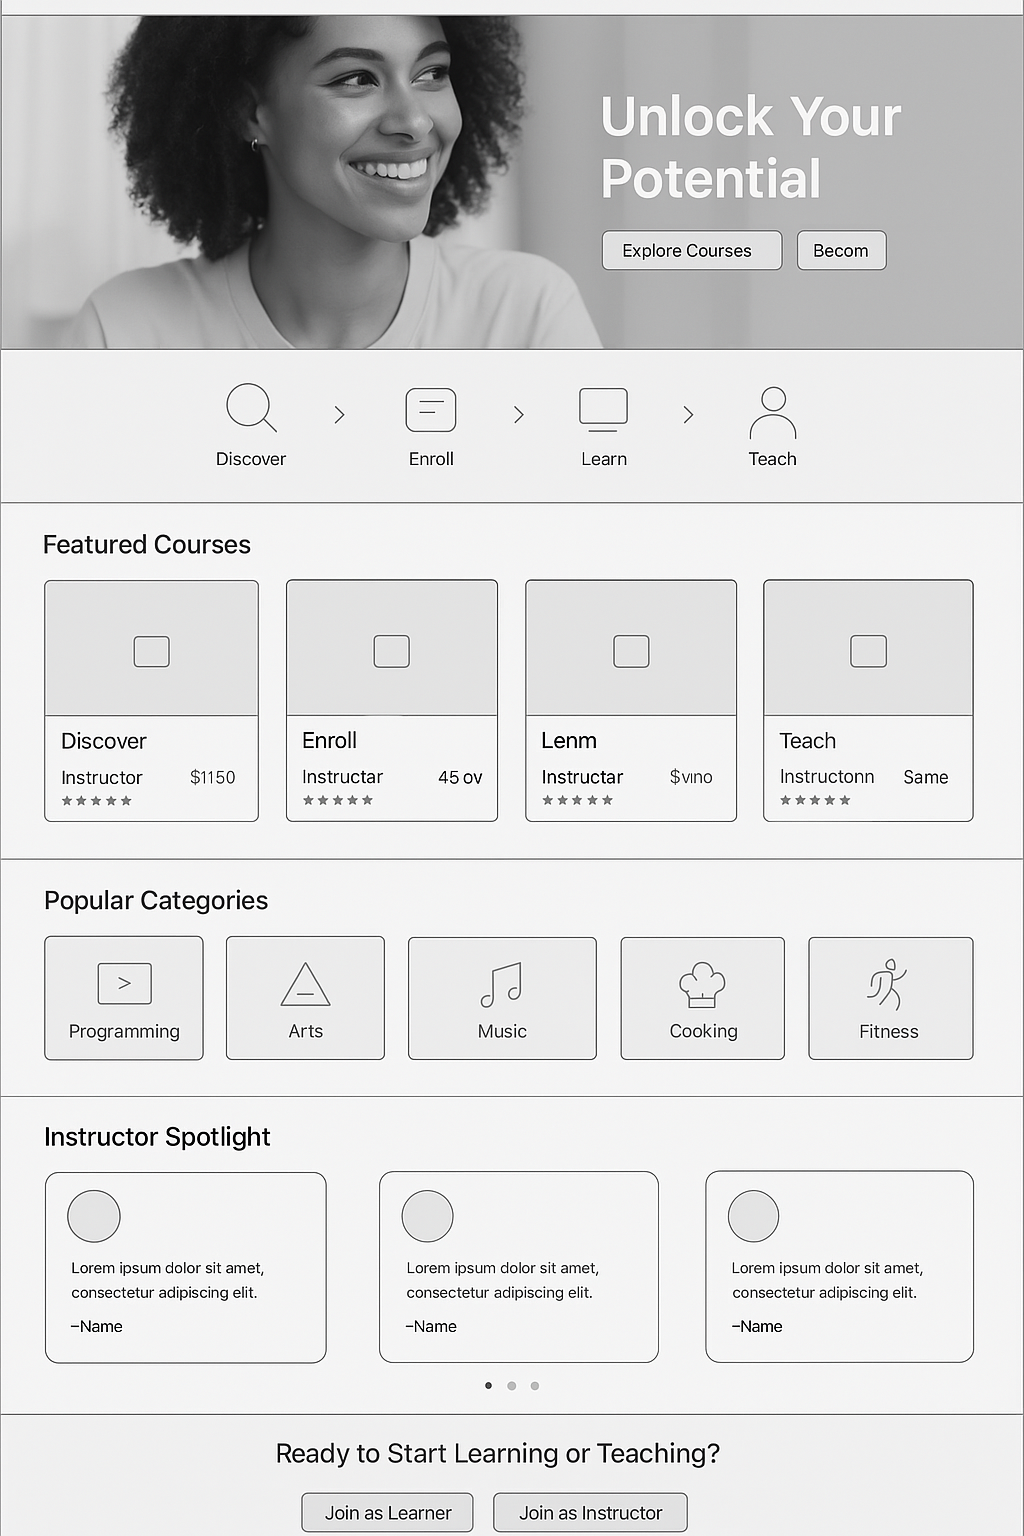 Unlock Your
Potential
Explore Courses
Becom
Discover
Enroll
Learn
Teach
Featured Courses
Discover
Instructor $1150
Enroll
Instructar 45 ov
Lenm
Instructar $vıno
Teach
Instructonn Same
Popular Categories
Programming
Arts
Music
Cooking
Fitness
Instructor Spotlight
Lorem ipsum dolor sit amet,
consectetur adipiscing elit.
–Name
Lorem ipsum dolor sit amet,
consectetur adipiscing elit.
–Name
Lorem ipsum dolor sit amet,
consectetur adipiscing elit.
–Name
Ready to Start Learning or Teaching?
Join as Learner
Join as Instructor